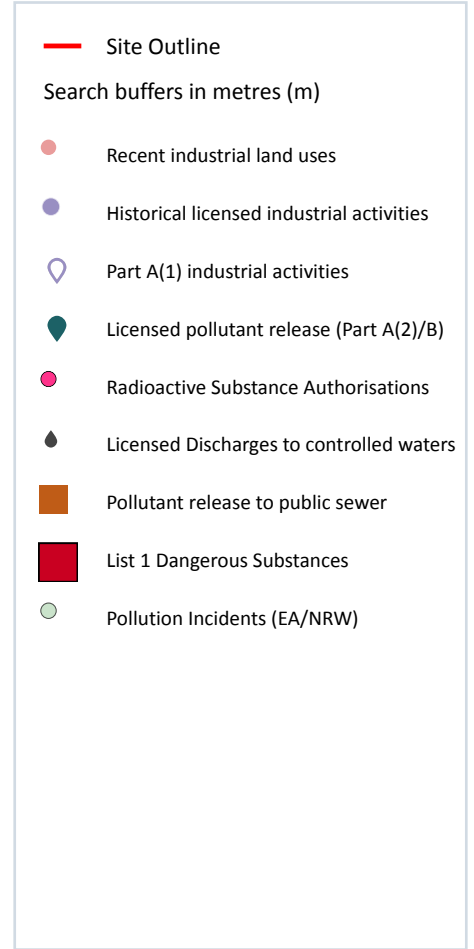 Site Outline
Search buffers in metres (m)
Recent industrial land uses
Historical licensed industrial activities
Part A(1) industrial activities
Licensed pollutant release (Part A(2)/B)
Radioactive Substance Authorisations
Licensed Discharges to controlled waters
Pollutant release to public sewer
List 1 Dangerous Substances
Pollution Incidents (EA/NRW)